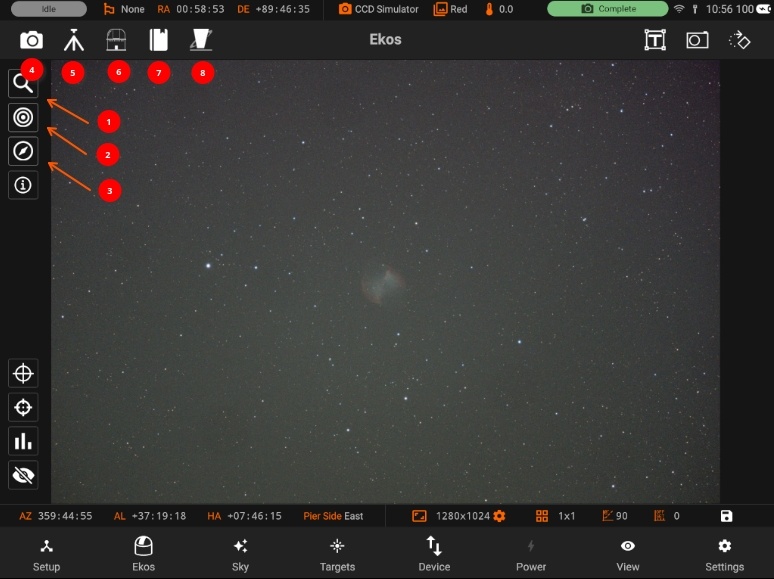 Idle None RA 00:58:53 DE +89:46:35 CCD Simulator Red 0.0 Complete 10:56 100
Ekos
T
4 5 6 7 8
1
2
3
AZ 359:44:55 AL +37:19:18 HA +07:46:15 Pier Side East 1280x1024 1x1 90 0
Setup Ekos Sky Targets Device Power View Settings